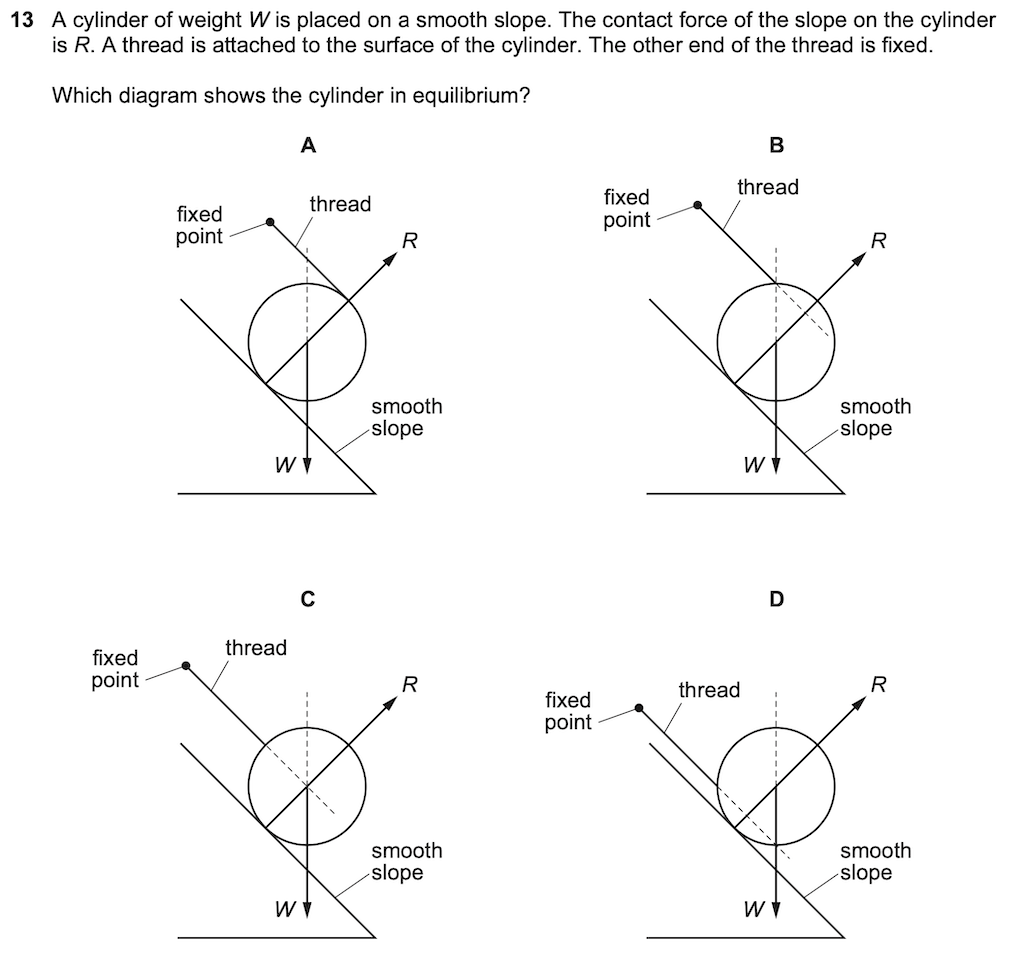 13 A cylinder of weight W is placed on a smooth slope. The contact force of the slope on the cylinder
is R. A thread is attached to the surface of the cylinder. The other end of the thread is fixed.
Which diagram shows the cylinder in equilibrium?
A
fixed
point
thread
R
smooth
slope
W
B
fixed
point
thread
R
smooth
slope
W
C
fixed
point
thread
R
smooth
slope
W
D
fixed
point
thread
R
smooth
slope
W